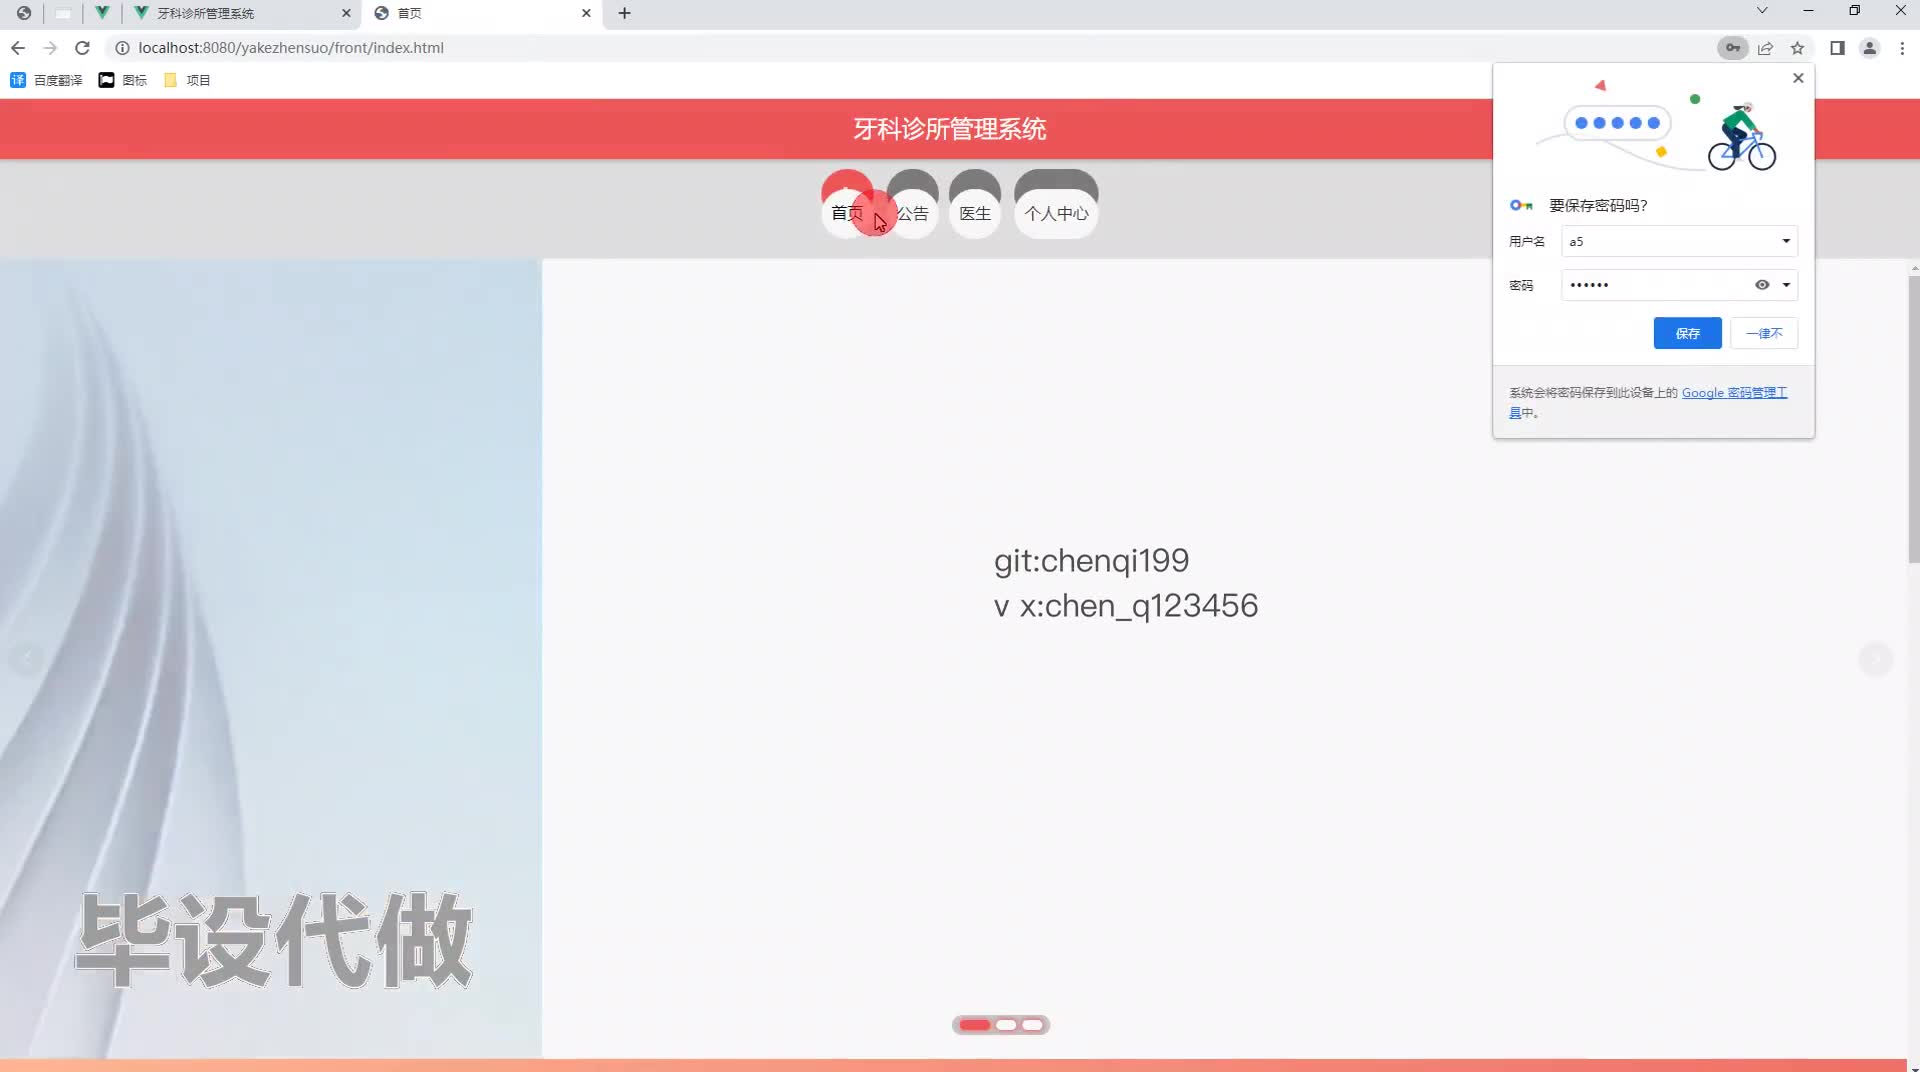 牙科诊所管理系统
首页
localhost:8080/yakezhensuo/front/index.html
百度翻译
图标
项目
牙科诊所管理系统
首页
公告
医生
个人中心
要保存密码吗?
用户名
a5
密码
••••••
保存
一律不
系统会将密码保存到此设备上的 Google 密码管理工
具中。
git:chenqi199
v x:chen_q123456
毕设代做